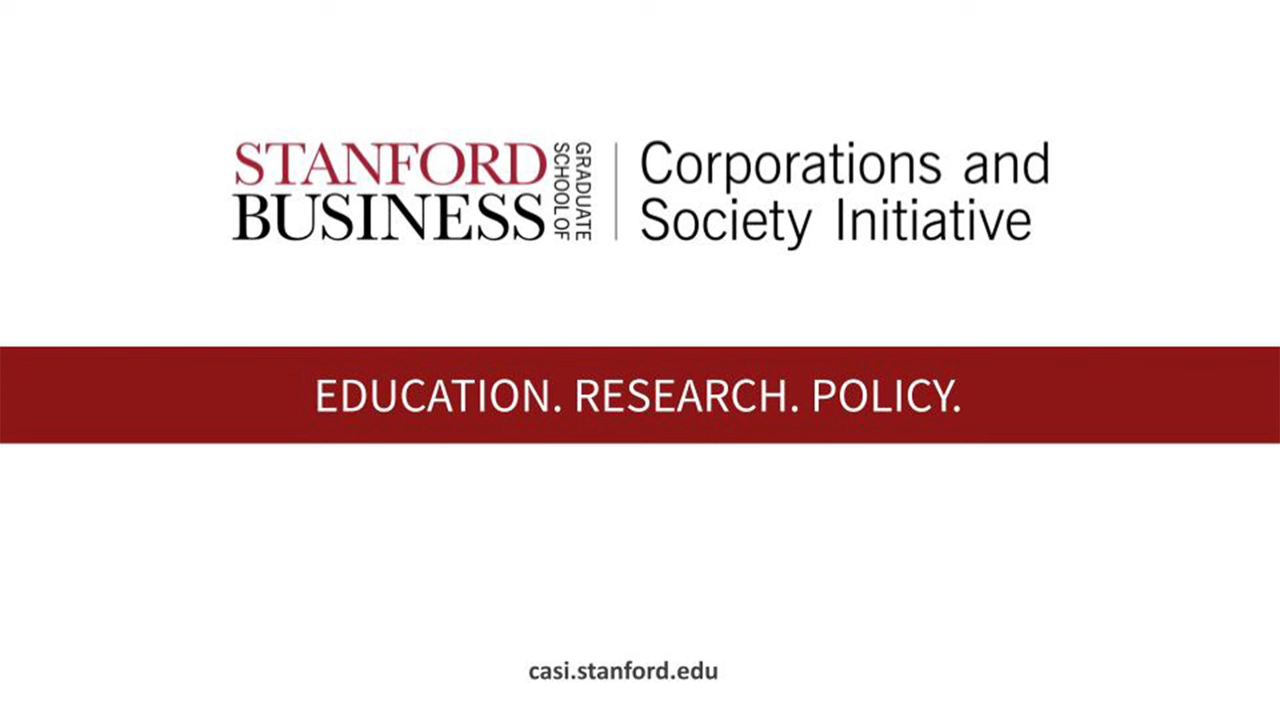 STANFORD
BUSINESS
GRADUATE
SCHOOL OF
Corporations and
Society Initiative
EDUCATION. RESEARCH. POLICY.
casi.stanford.edu